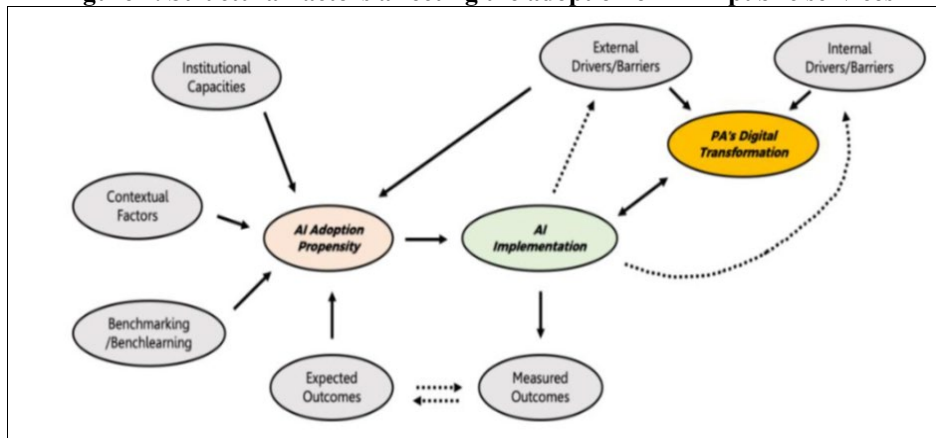 External
Drivers/Barriers
Internal
Drivers/Barriers
Institutional
Capacities
PA's Digital
Transformation
Contextual
Factors
AI Adoption
Propensity
AI
Implementation
Benchmarking
/Benchlearning
Expected
Outcomes
Measured
Outcomes